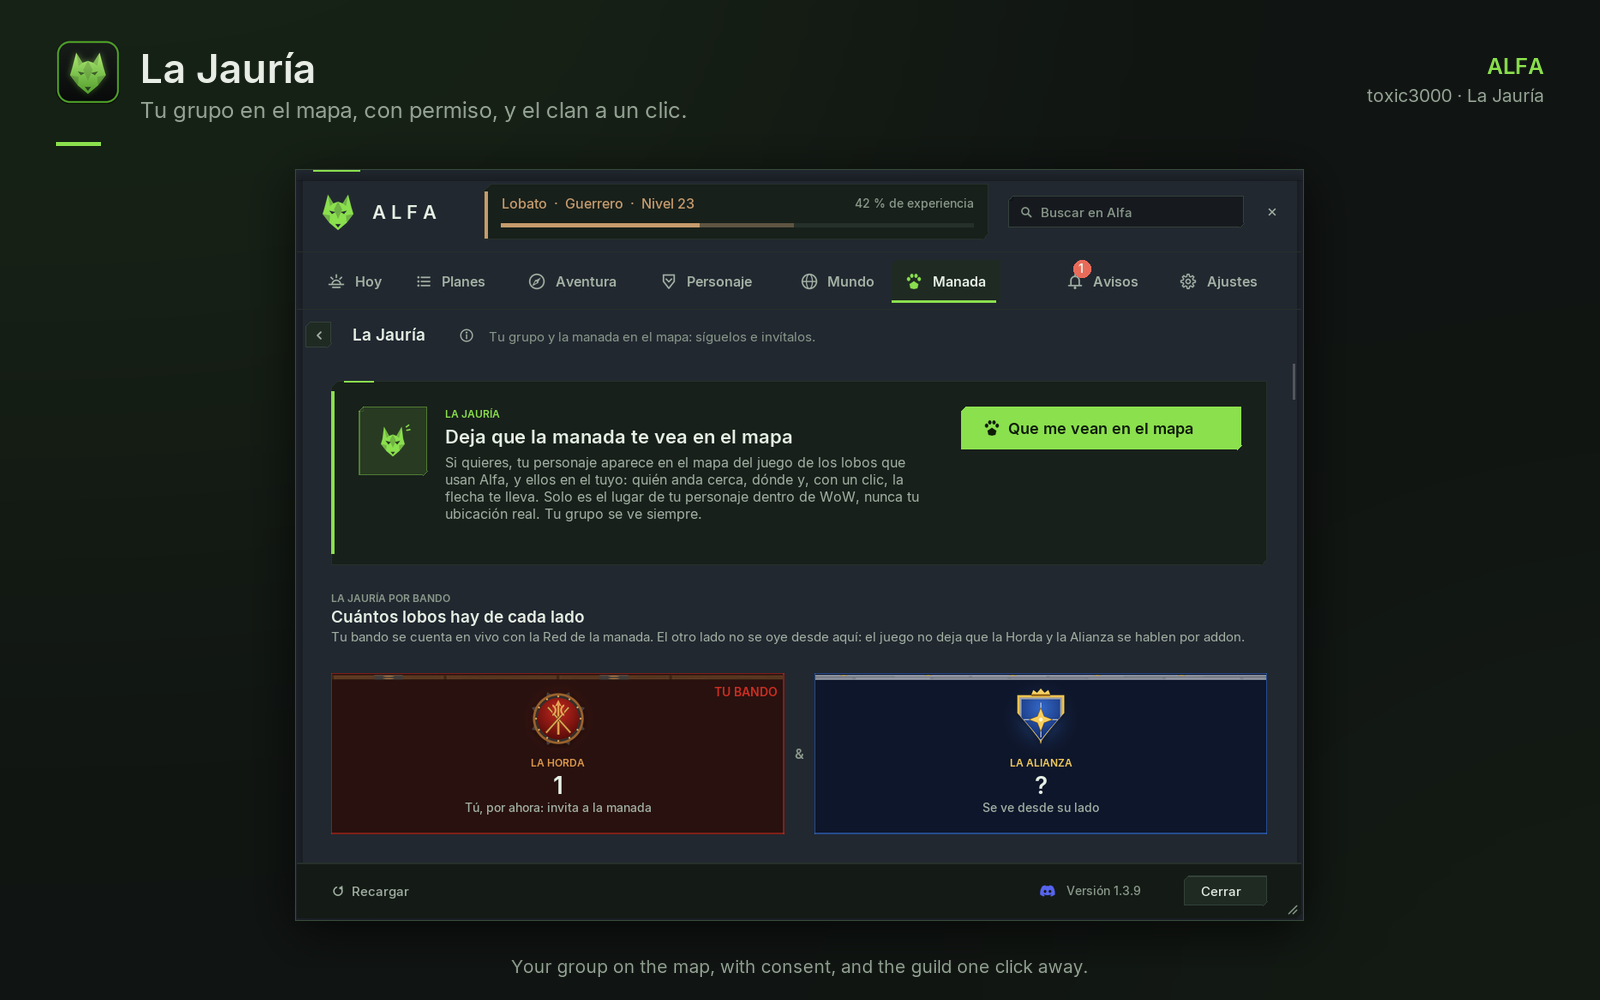 La Jauría
Tu grupo en el mapa, con permiso, y el clan a un clic.
ALFA
toxic3000 · La Jauría
ALFA
Lobato · Guerrero · Nivel 23
42 % de experiencia
Buscar en Alfa
×
Hoy
Planes
Aventura
Personaje
Mundo
Manada
1
Avisos
Ajustes
La Jauría
Tu grupo y la manada en el mapa: síguelos e invítalos.
LA JAURÍA
Deja que la manada te vea en el mapa
Si quieres, tu personaje aparece en el mapa del juego de los lobos que
usan Alfa, y ellos en el tuyo: quién anda cerca, dónde y, con un clic, la
flecha te lleva. Solo es el lugar de tu personaje dentro de WoW, nunca tu
ubicación real. Tu grupo se ve siempre.
Que me vean en el mapa
LA JAURÍA POR BANDO
Cuántos lobos hay de cada lado
Tu bando se cuenta en vivo con la Red de la manada. El otro lado no se oye desde aquí: el juego no deja que la Horda y la Alianza se hablen por addon.
TU BANDO
LA HORDA
1
Tú, por ahora: invita a la manada
&
LA ALIANZA
?
Se ve desde su lado
Recargar
Versión 1.3.9
Cerrar
Your group on the map, with consent, and the guild one click away.